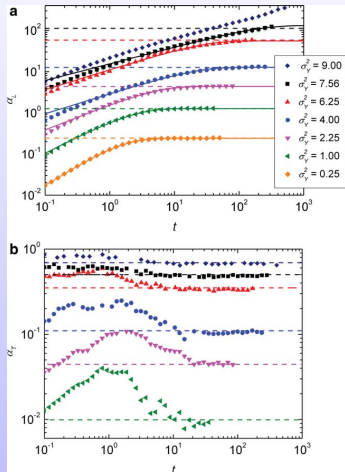 a
10³
10²
10¹
10⁰
10⁻¹
10⁻²
α_L
10⁻¹ 10⁰ 10¹ 10² 10³
t
σ_Y² = 9.00
σ_Y² = 7.56
σ_Y² = 6.25
σ_Y² = 4.00
σ_Y² = 2.25
σ_Y² = 1.00
σ_Y² = 0.25
b
10⁰
10⁻¹
10⁻²
α_T
10⁻¹ 10⁰ 10¹ 10² 10³
t